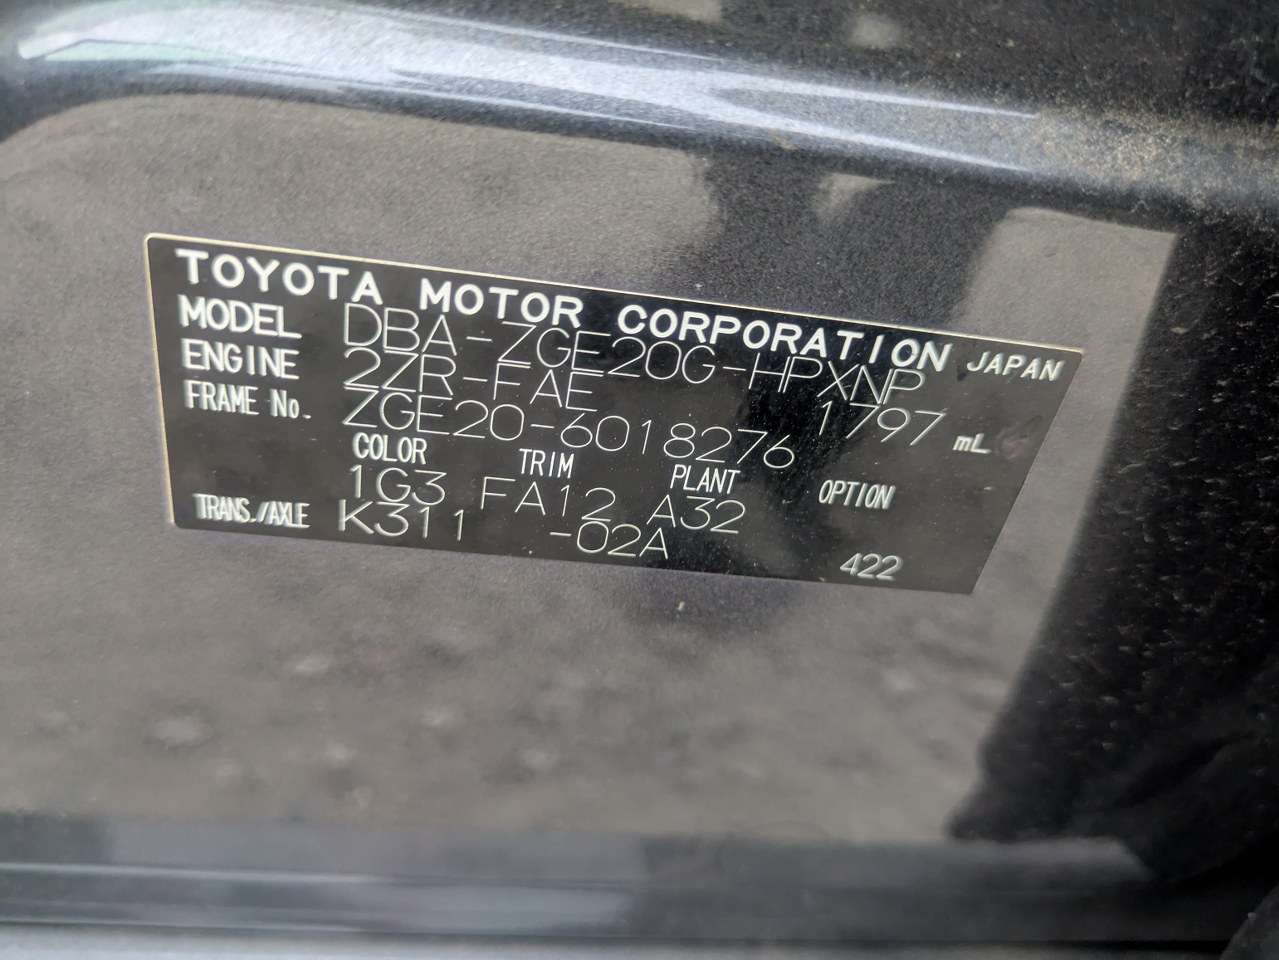 TOYOTA MOTOR CORPORATION JAPAN
MODEL DBA-ZGE20G-HPXNP
ENGINE 2ZR-FAE 1797 mL
FRAME No. ZGE20-6018276
COLOR TRIM PLANT OPTION
1G3 FA12 A32
TRANS./AXLE K311 -02A 422